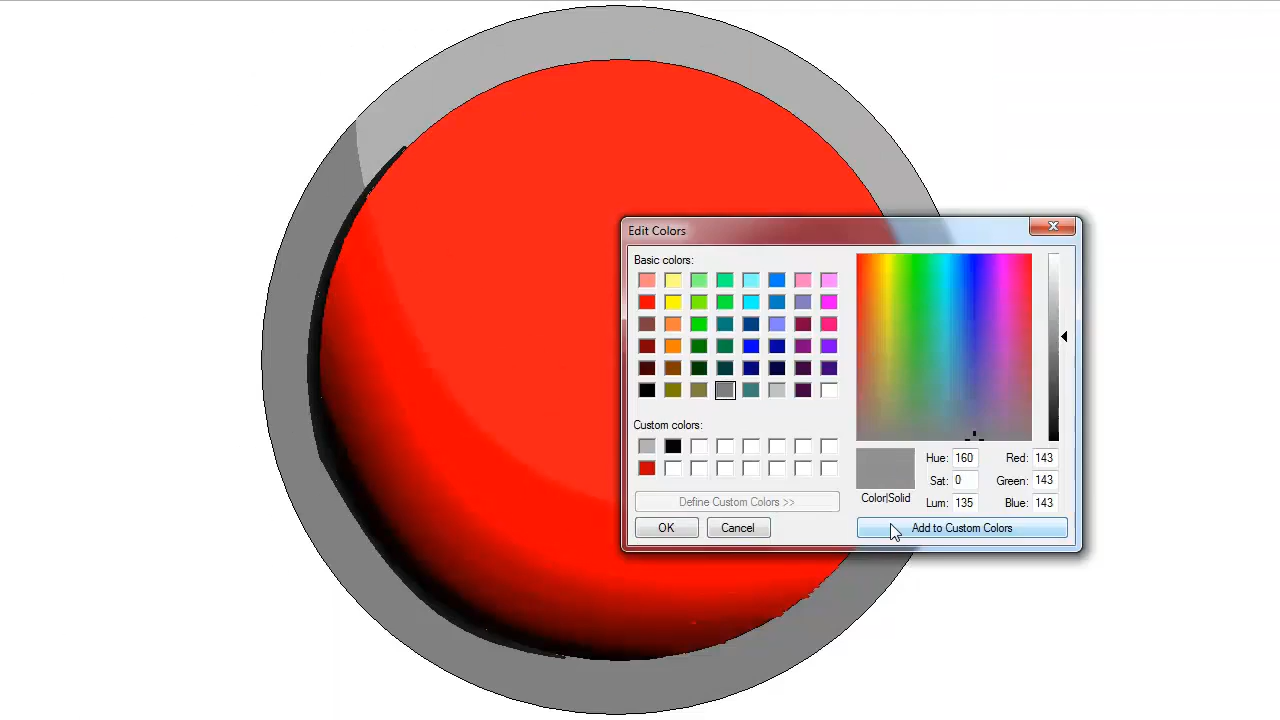 Edit Colors
Basic colors:
Custom colors:
Define Custom Colors >>
OK Cancel
Color|Solid
Hue: 160 Red: 143
Sat: 0 Green: 143
Lum: 135 Blue: 143
Add to Custom Colors